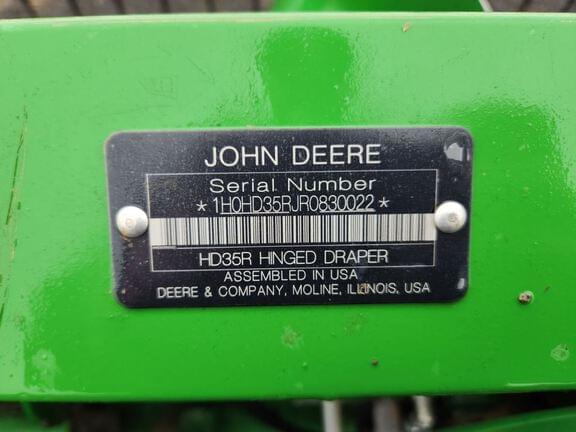 JOHN DEERE
Serial Number
*1H0HD35RJR0830022*
HD35R HINGED DRAPER
ASSEMBLED IN USA
DEERE & COMPANY, MOLINE, ILLINOIS, USA